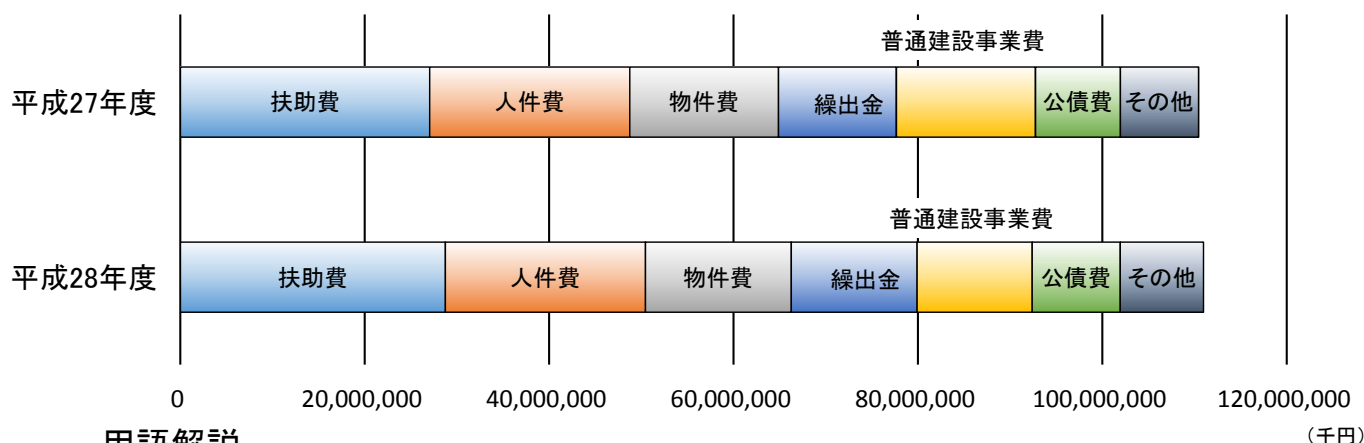 普通建設事業費
平成27年度
扶助費
人件費
物件費
繰出金
公債費
その他
普通建設事業費
平成28年度
扶助費
人件費
物件費
繰出金
公債費
その他
0
20,000,000
40,000,000
60,000,000
80,000,000
100,000,000
120,000,000
用語解説
(千円)